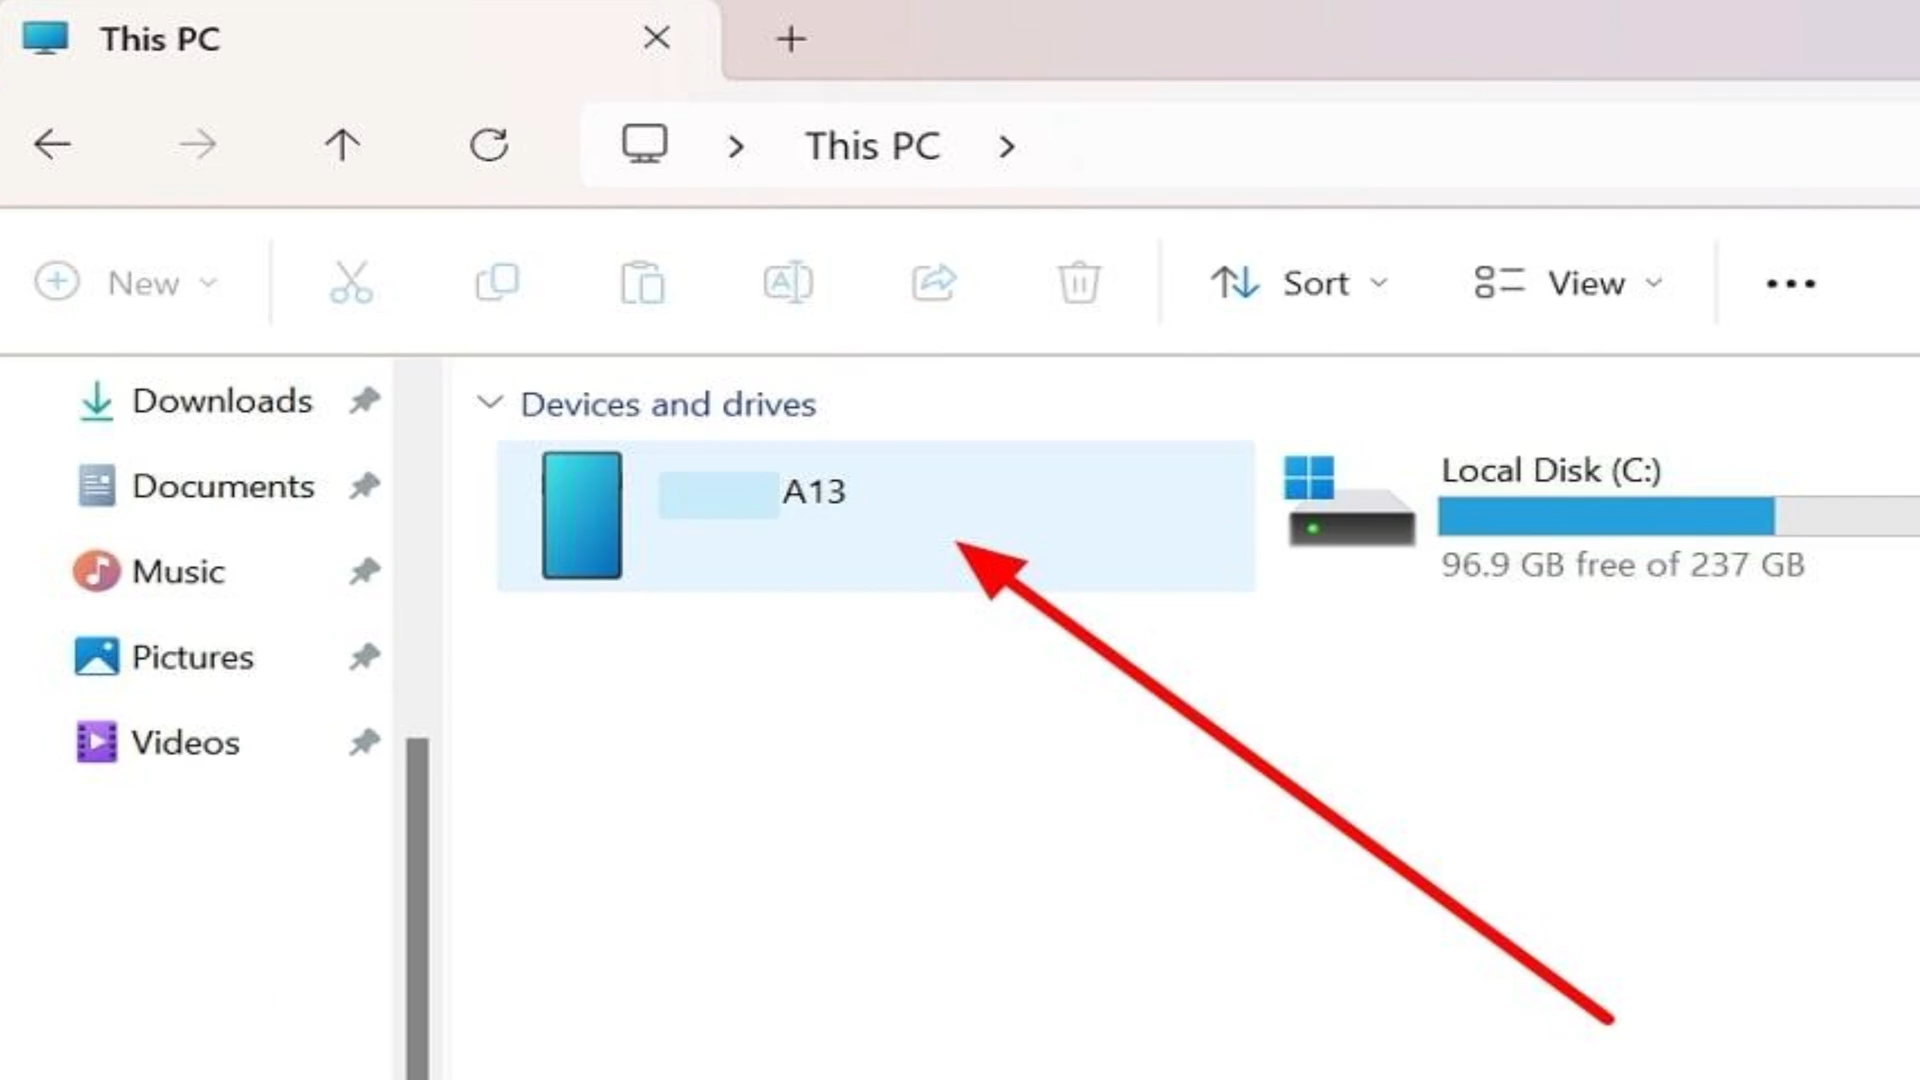 This PC
This PC
New
Sort
View
Downloads
Documents
Music
Pictures
Videos
Devices and drives
A13
Local Disk (C:)
96.9 GB free of 237 GB